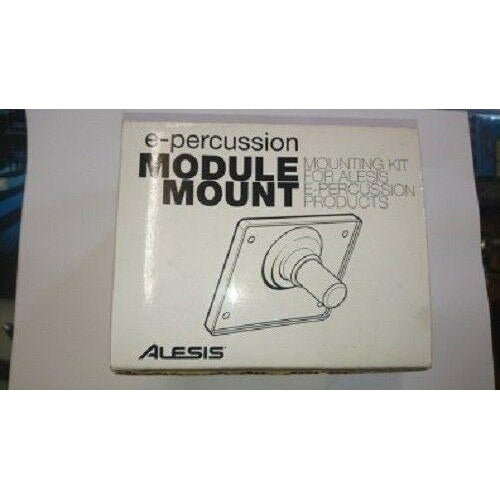 e-percussion
MODULE
MOUNT
MOUNTING KIT
FOR ALESIS
E-PERCUSSION
PRODUCTS
ALESIS